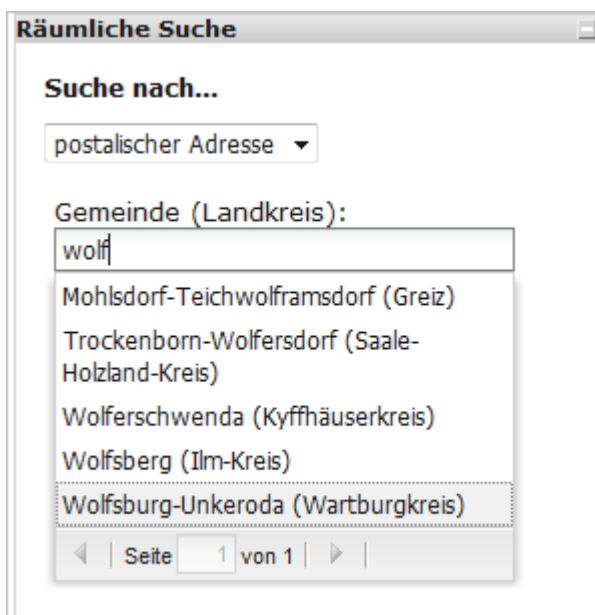 Räumliche Suche
Suche nach...
postalischer Adresse
Gemeinde (Landkreis):
wolf
Mohlsdorf-Teichwolframsdorf (Greiz)
Trockenborn-Wolfersdorf (Saale-
Holzland-Kreis)
Wolferschwenda (Kyffhäuserkreis)
Wolfsberg (Ilm-Kreis)
Wolfsburg-Unkeroda (Wartburgkreis)
Seite 1 von 1